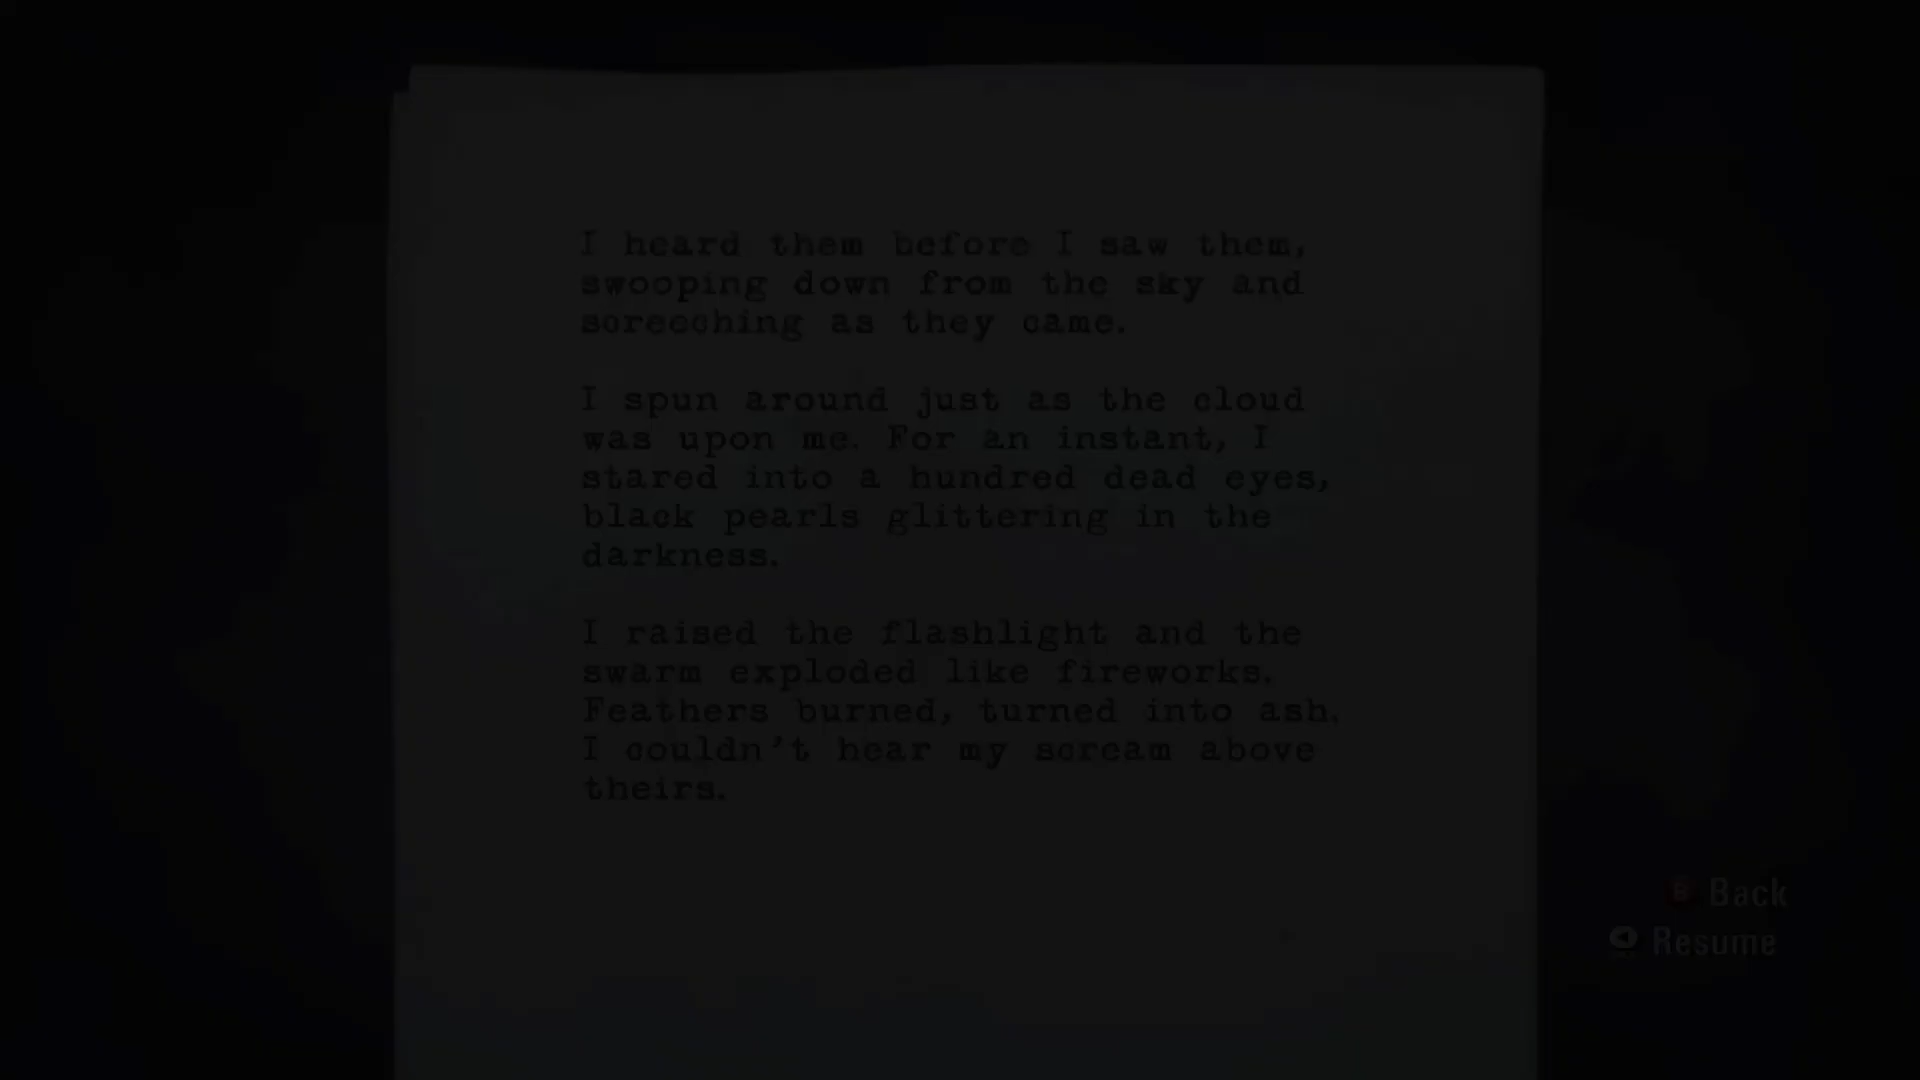 I heard them before I saw them,
swooping down from the sky and
screeching as they came.
I spun around just as the cloud
was upon me. For an instant, I
stared into a hundred dead eyes,
black pearls glittering in the
darkness.
I raised the flashlight and the
swarm exploded like fireworks.
Feathers burned, turned into ash.
I couldn't hear my scream above
theirs.
B Back
Resume